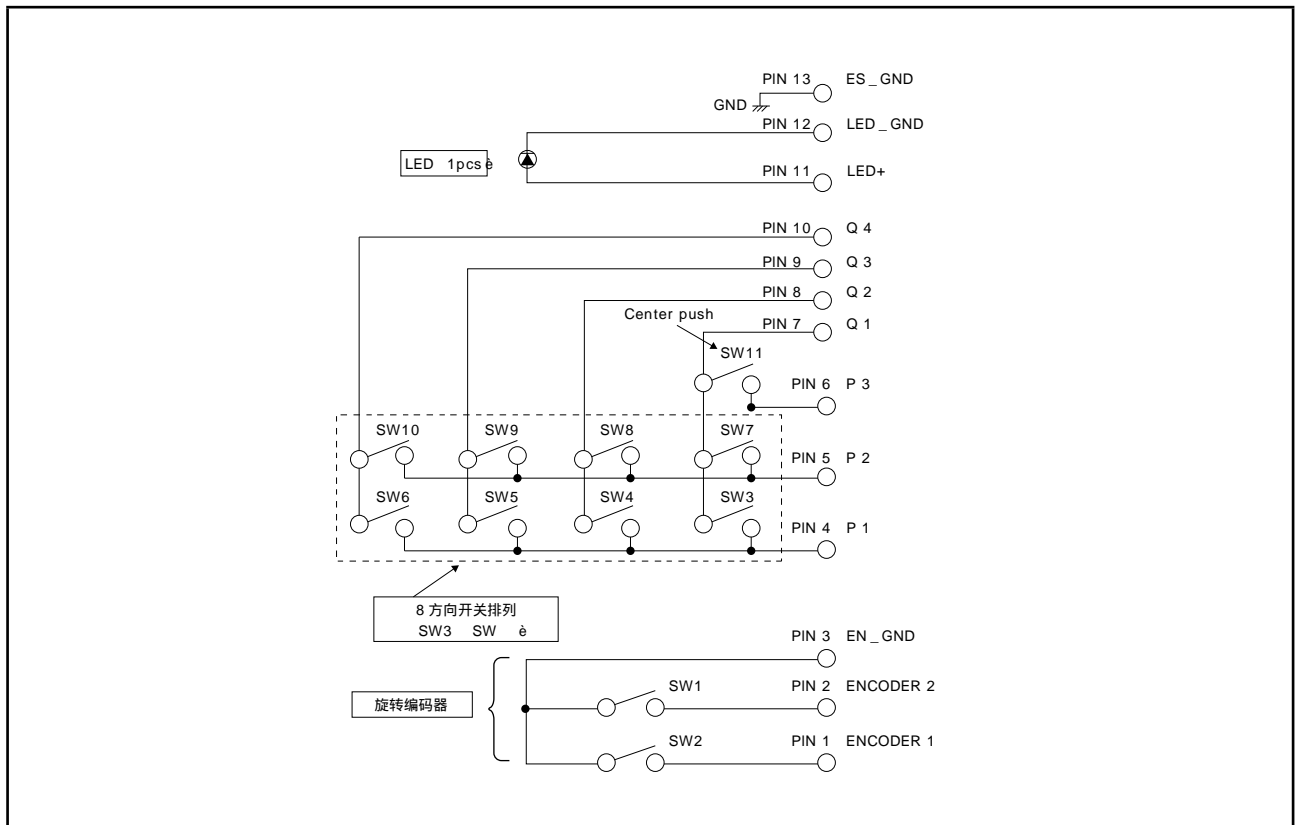 PIN 13 ES_GND
GND
PIN 12 LED_GND
LED 1pcsè
PIN 11 LED+
PIN 10 Q 4
PIN 9 Q 3
PIN 8 Q 2
Center push
PIN 7 Q 1
SW11
PIN 6 P 3
SW10 SW9 SW8 SW7
PIN 5 P 2
SW6 SW5 SW4 SW3
PIN 4 P 1
8 方向开关排列
SW3 SW è
PIN 3 EN_GND
旋转编码器
SW1 PIN 2 ENCODER 2
SW2 PIN 1 ENCODER 1